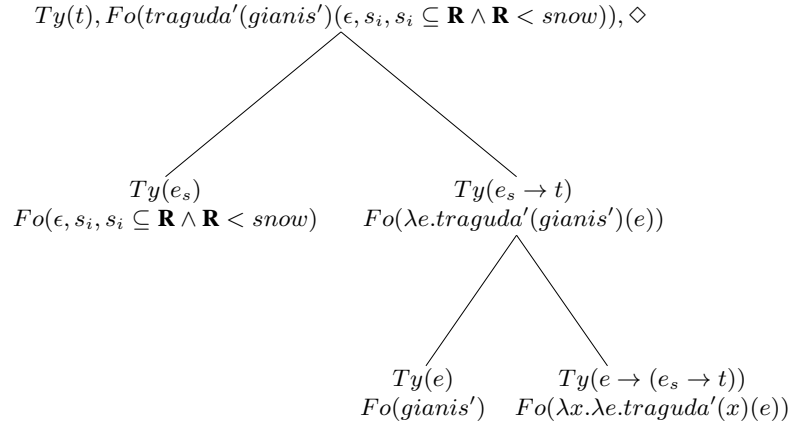 Ty(t), Fo(traguda′(gianis′)(ϵ, s_i, s_i ⊆ R ∧ R < snow)), ◇
Ty(e_s) Ty(e_s → t)
Fo(ϵ, s_i, s_i ⊆ R ∧ R < snow) Fo(λe.traguda′(gianis′)(e))
Ty(e) Ty(e → (e_s → t))
Fo(gianis′) Fo(λx.λe.traguda′(x)(e))